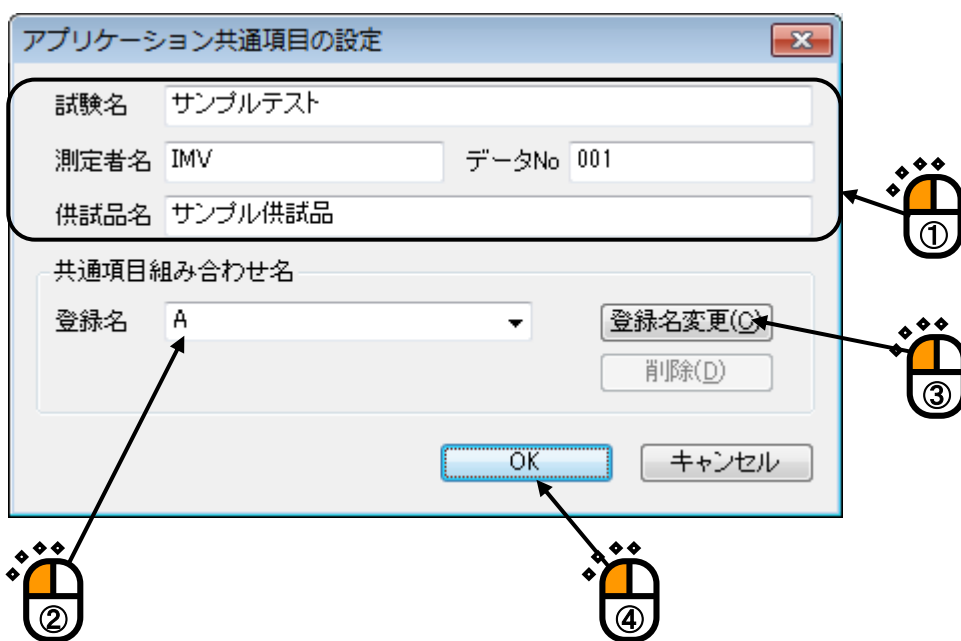 アプリケーション共通項目の設定
試験名 サンプルテスト
測定者名 IMV データNo 001
供試品名 サンプル供試品
①
共通項目組み合わせ名
登録名 A 登録名変更(C)
削除(D)
③
OK キャンセル
② ④